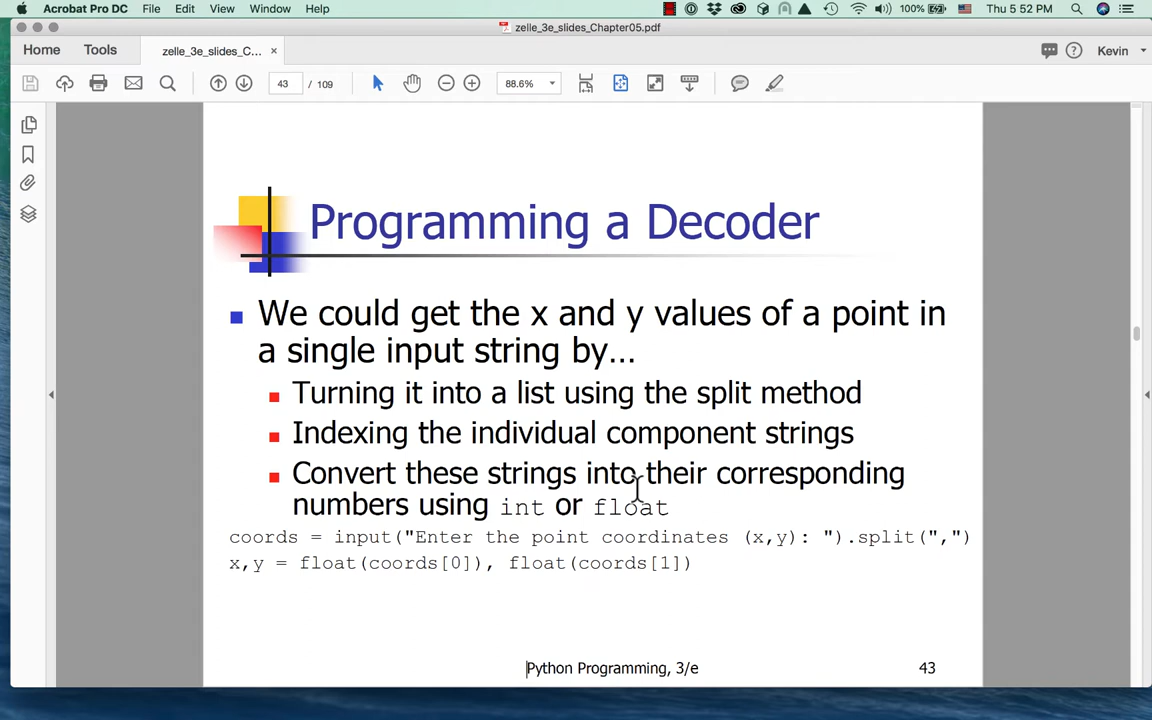 Acrobat Pro DC File Edit View Window Help 100% Thu 5 52 PM
zelle_3e_slides_Chapter05.pdf
Home Tools zelle_3e_slides_C... × Kevin
43 / 109 88.6%
Programming a Decoder
We could get the x and y values of a point in
a single input string by…
Turning it into a list using the split method
Indexing the individual component strings
Convert these strings into their corresponding
numbers using int or float
coords = input("Enter the point coordinates (x,y): ").split(",")
x,y = float(coords[0]), float(coords[1])
Python Programming, 3/e 43